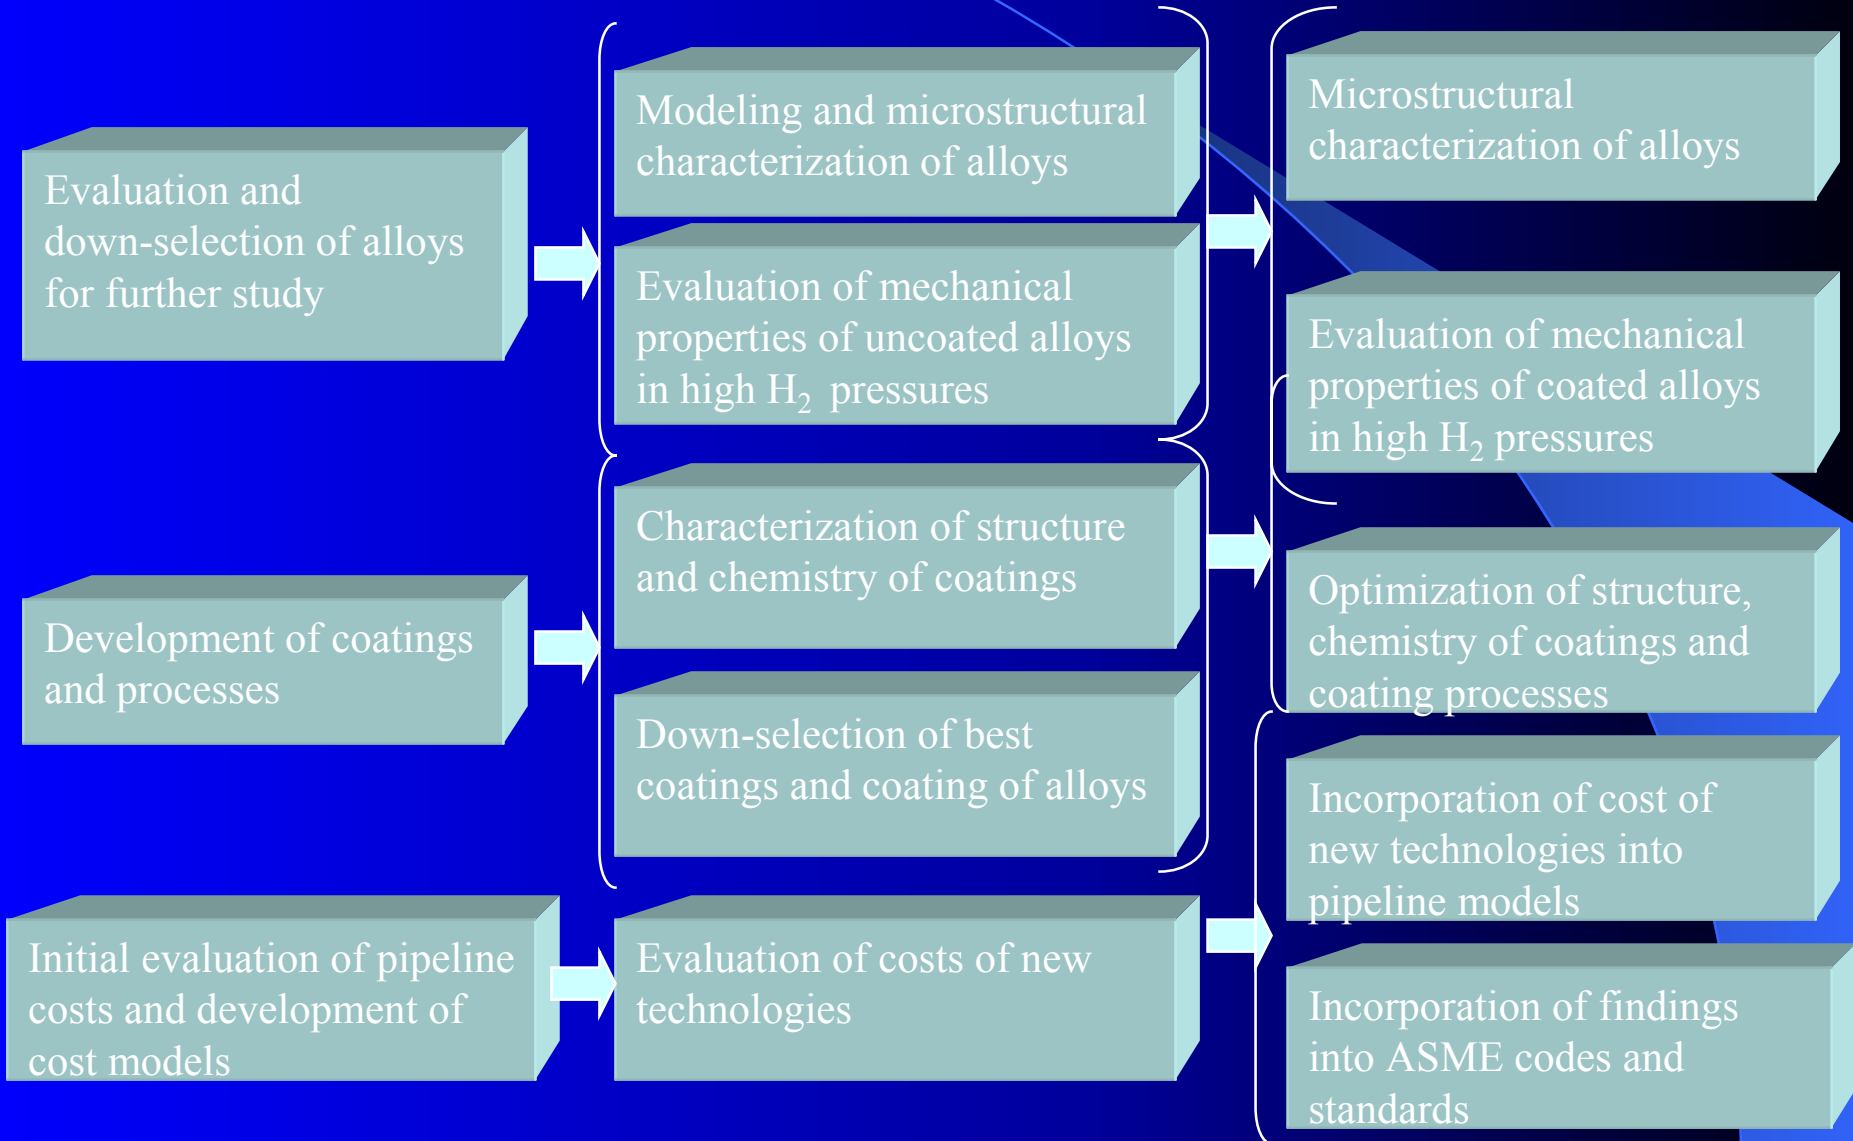 Evaluation and
down-selection of alloys
for further study
Modeling and microstructural
characterization of alloys
Evaluation of mechanical
properties of uncoated alloys
in high H₂ pressures
Microstructural
characterization of alloys
Evaluation of mechanical
properties of coated alloys
in high H₂ pressures
Development of coatings
and processes
Characterization of structure
and chemistry of coatings
Down-selection of best
coatings and coating of alloys
Optimization of structure,
chemistry of coatings and
coating processes
Initial evaluation of pipeline
costs and development of
cost models
Evaluation of costs of new
technologies
Incorporation of cost of
new technologies into
pipeline models
Incorporation of findings
into ASME codes and
standards